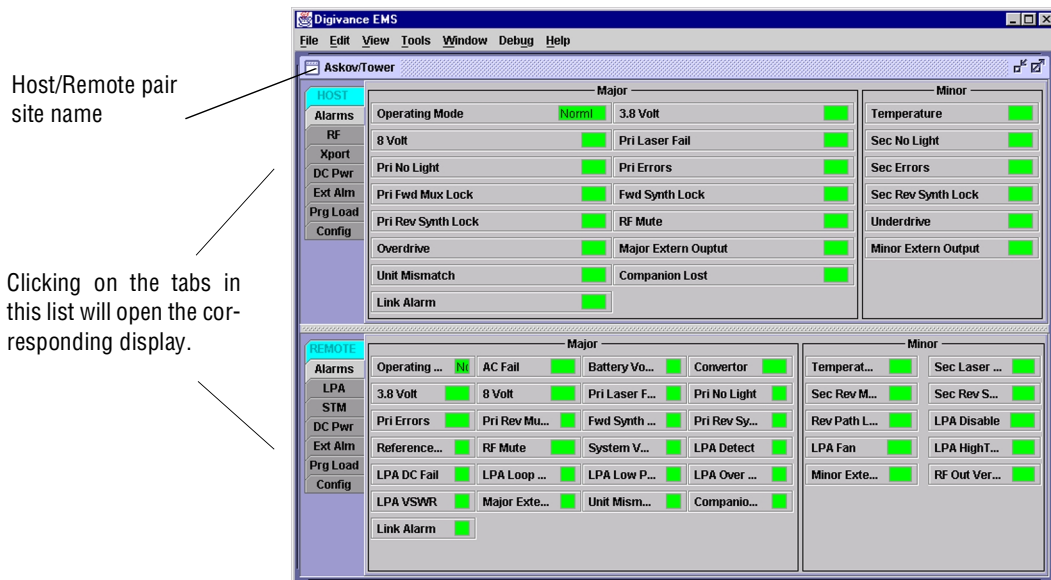 Digivance EMS
File Edit View Tools Window Debug Help
Askov/Tower
Host/Remote pair
site name
Clicking on the tabs in
this list will open the cor-
responding display.
HOST
Alarms
RF
Xport
DC Pwr
Ext Alm
Prg Load
Config
Major
Operating Mode Norml 3.8 Volt
8 Volt Pri Laser Fail
Pri No Light Pri Errors
Pri Fwd Mux Lock Fwd Synth Lock
Pri Rev Synth Lock RF Mute
Overdrive Major Extern Ouptut
Unit Mismatch Companion Lost
Link Alarm
Minor
Temperature
Sec No Light
Sec Errors
Sec Rev Synth Lock
Underdrive
Minor Extern Output
REMOTE
Alarms
LPA
STM
DC Pwr
Ext Alm
Prg Load
Config
Major
Operating ... No AC Fail Battery Vo... Convertor
3.8 Volt 8 Volt Pri Laser F... Pri No Light
Pri Errors Pri Rev Mu... Fwd Synth ... Pri Rev Sy...
Reference... RF Mute System V... LPA Detect
LPA DC Fail LPA Loop ... LPA Low P... LPA Over ...
LPA VSWR Major Exte... Unit Mism... Companio...
Link Alarm
Minor
Temperat... Sec Laser ...
Sec Rev M... Sec Rev S...
Rev Path L... LPA Disable
LPA Fan LPA HighT...
Minor Exte... RF Out Ver...